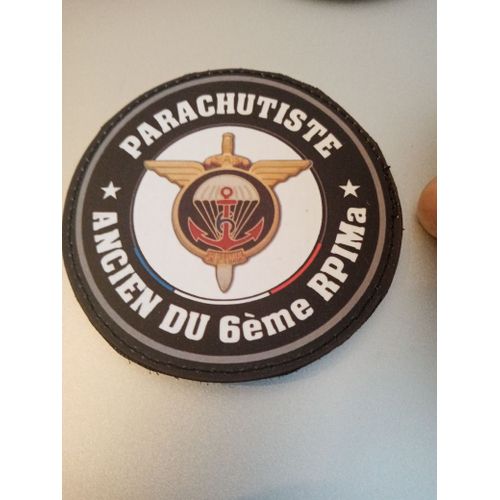 PARACHUTISTE
ANCIEN DU 6ème RPIMa